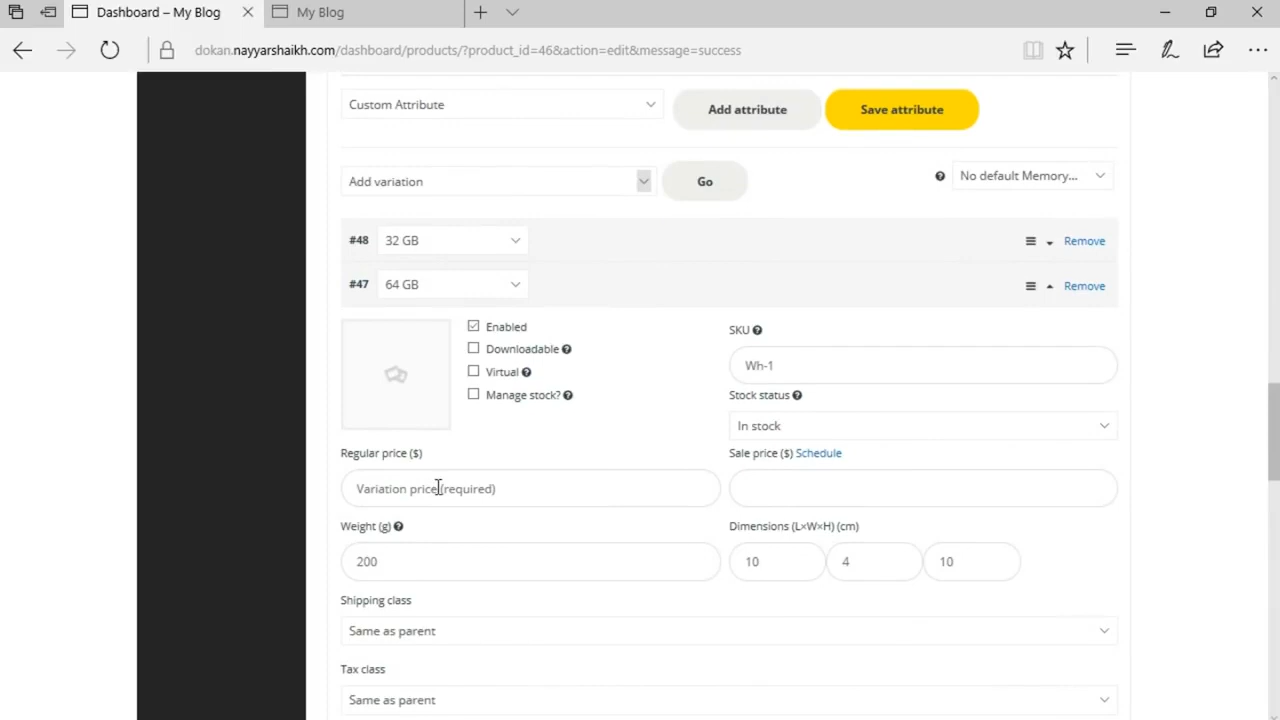 Dashboard – My Blog
My Blog
dokan.nayyarshaikh.com/dashboard/products/?product_id=46&action=edit&message=success
Custom Attribute
Add attribute
Save attribute
Add variation
Go
No default Memory...
#48 32 GB
Remove
#47 64 GB
Remove
Enabled
Downloadable
Virtual
Manage stock?
SKU
Wh-1
Stock status
In stock
Regular price ($)
Variation price (required)
Sale price ($) Schedule
Weight (g)
200
Dimensions (L×W×H) (cm)
10 4 10
Shipping class
Same as parent
Tax class
Same as parent